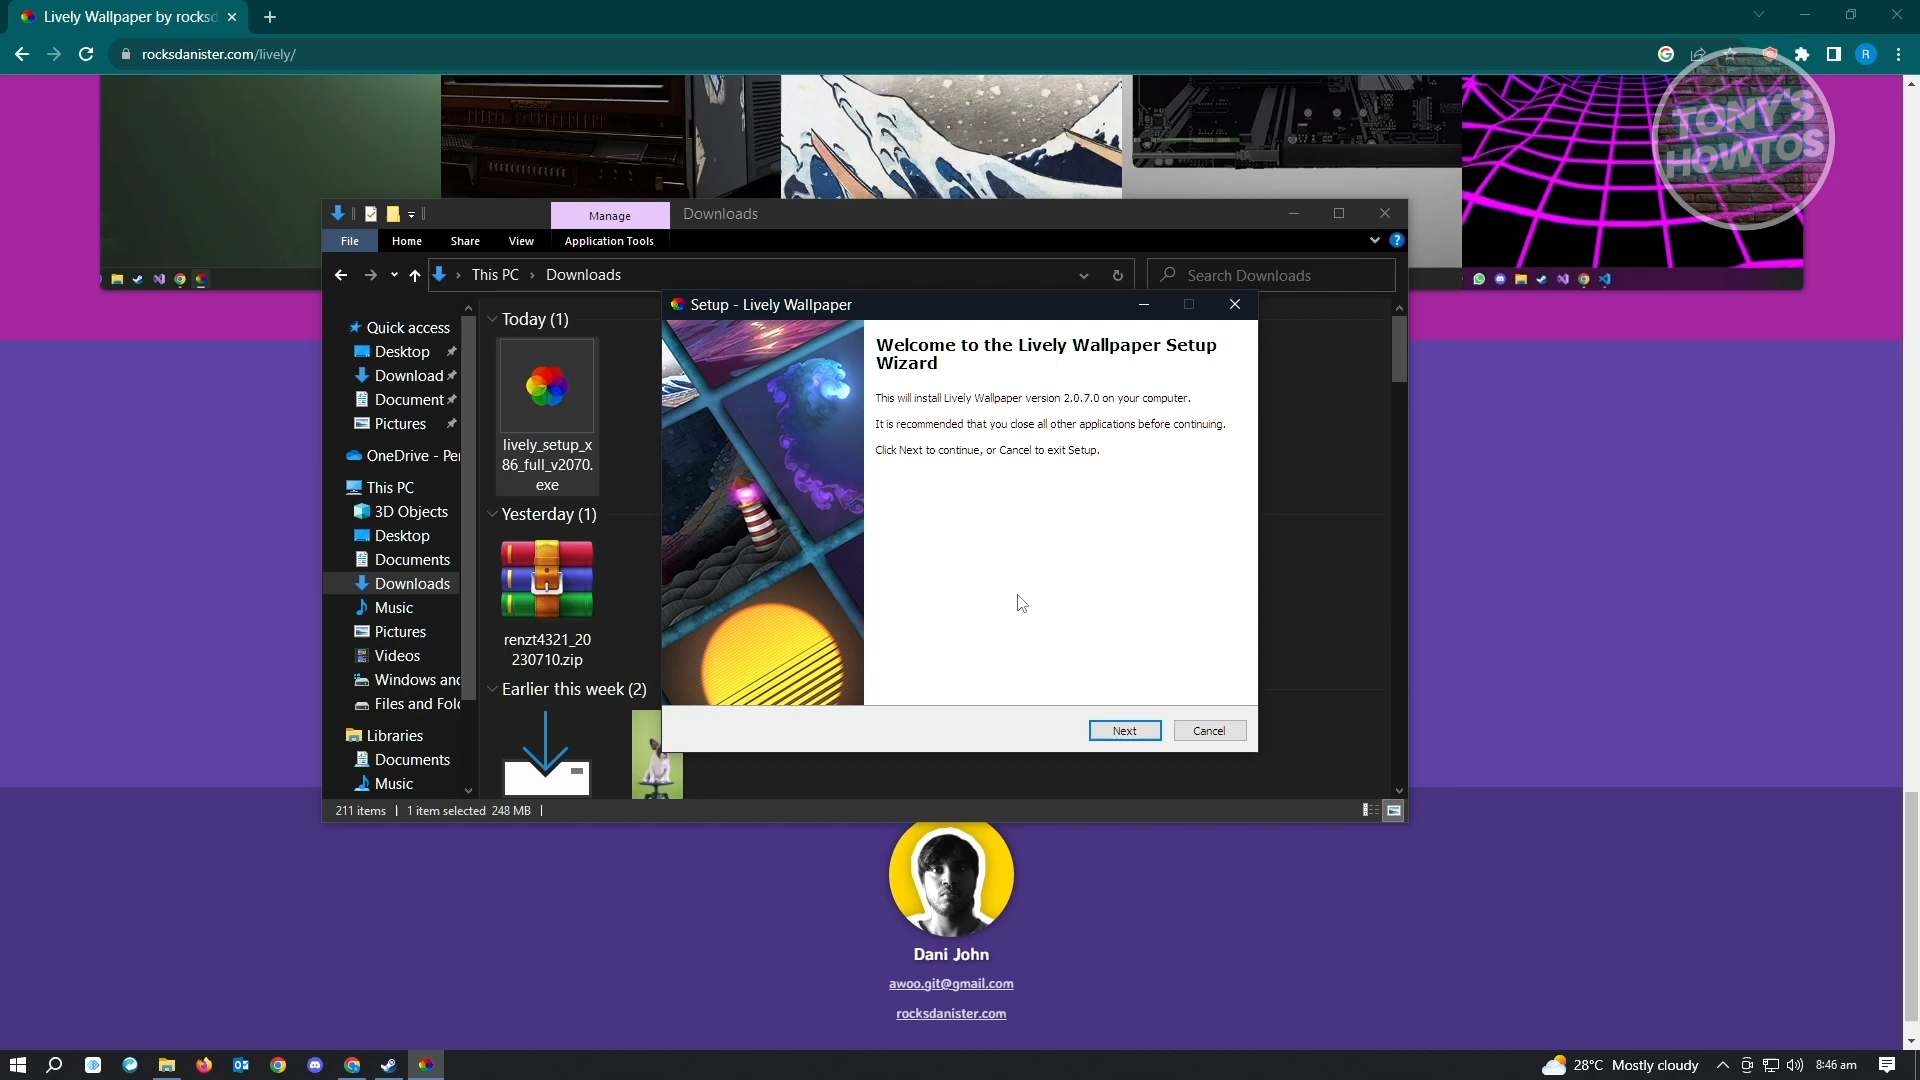 Lively Wallpaper by rocksd
rocksdanister.com/lively/
R
TONY'S
HOWTOS
Manage
Downloads
File
Home
Share
View
Application Tools
This PC
Downloads
Search Downloads
Quick access
Desktop
Download
Document
Pictures
OneDrive - Per
This PC
3D Objects
Desktop
Documents
Downloads
Music
Pictures
Videos
Windows and
Files and Fol
Libraries
Documents
Music
Today (1)
lively_setup_x
86_full_v2070.
exe
Yesterday (1)
renzt4321_20
230710.zip
Earlier this week (2)
211 items
1 item selected 248 MB
Setup - Lively Wallpaper
Welcome to the Lively Wallpaper Setup
Wizard
This will install Lively Wallpaper version 2.0.7.0 on your computer.
It is recommended that you close all other applications before continuing.
Click Next to continue, or Cancel to exit Setup.
Next
Cancel
Dani John
awoo.git@gmail.com
rocksdanister.com
28°C Mostly cloudy
8:46 am